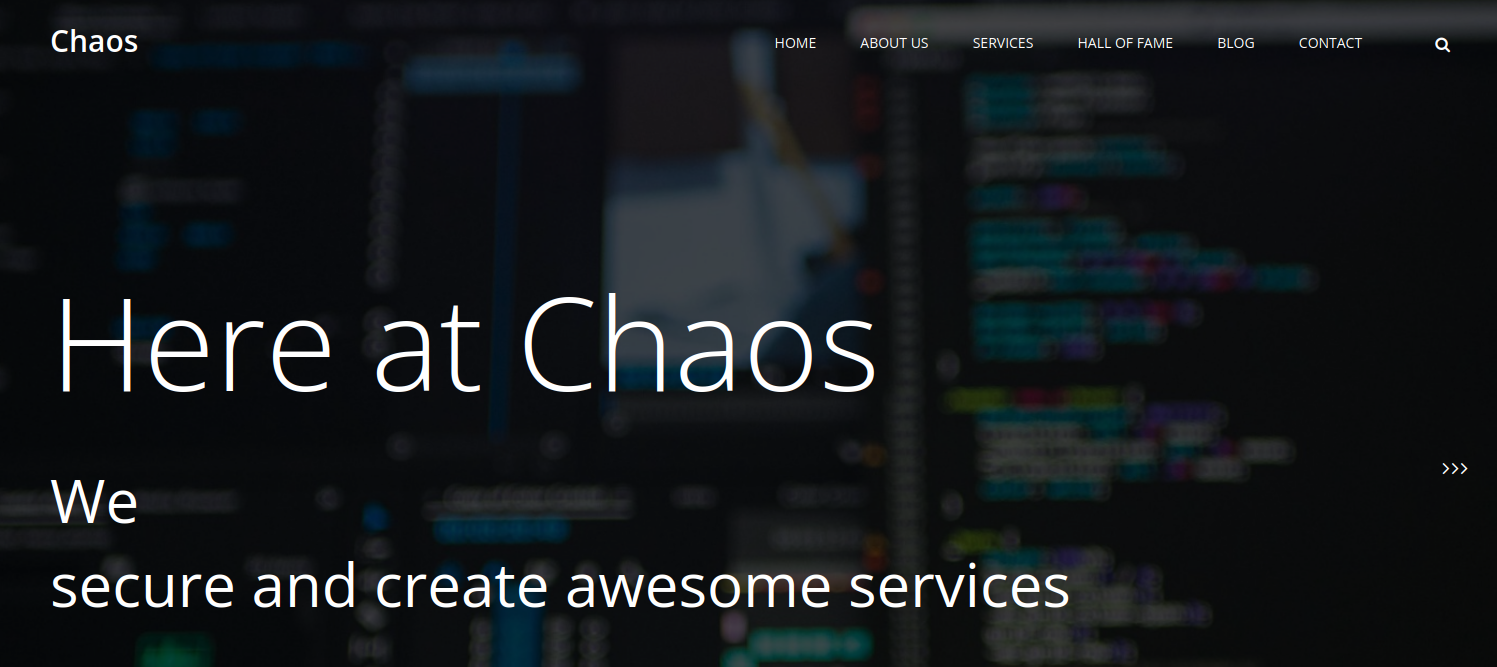 Chaos
HOME ABOUT US SERVICES HALL OF FAME BLOG CONTACT
Here at Chaos
We
secure and create awesome services